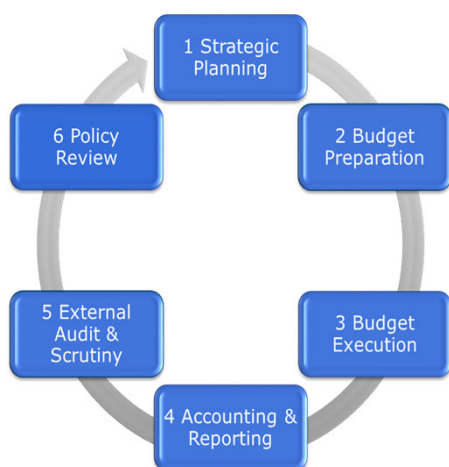 1 Strategic
Planning
2 Budget
Preparation
3 Budget
Execution
4 Accounting &
Reporting
5 External
Audit &
Scrutiny
6 Policy
Review